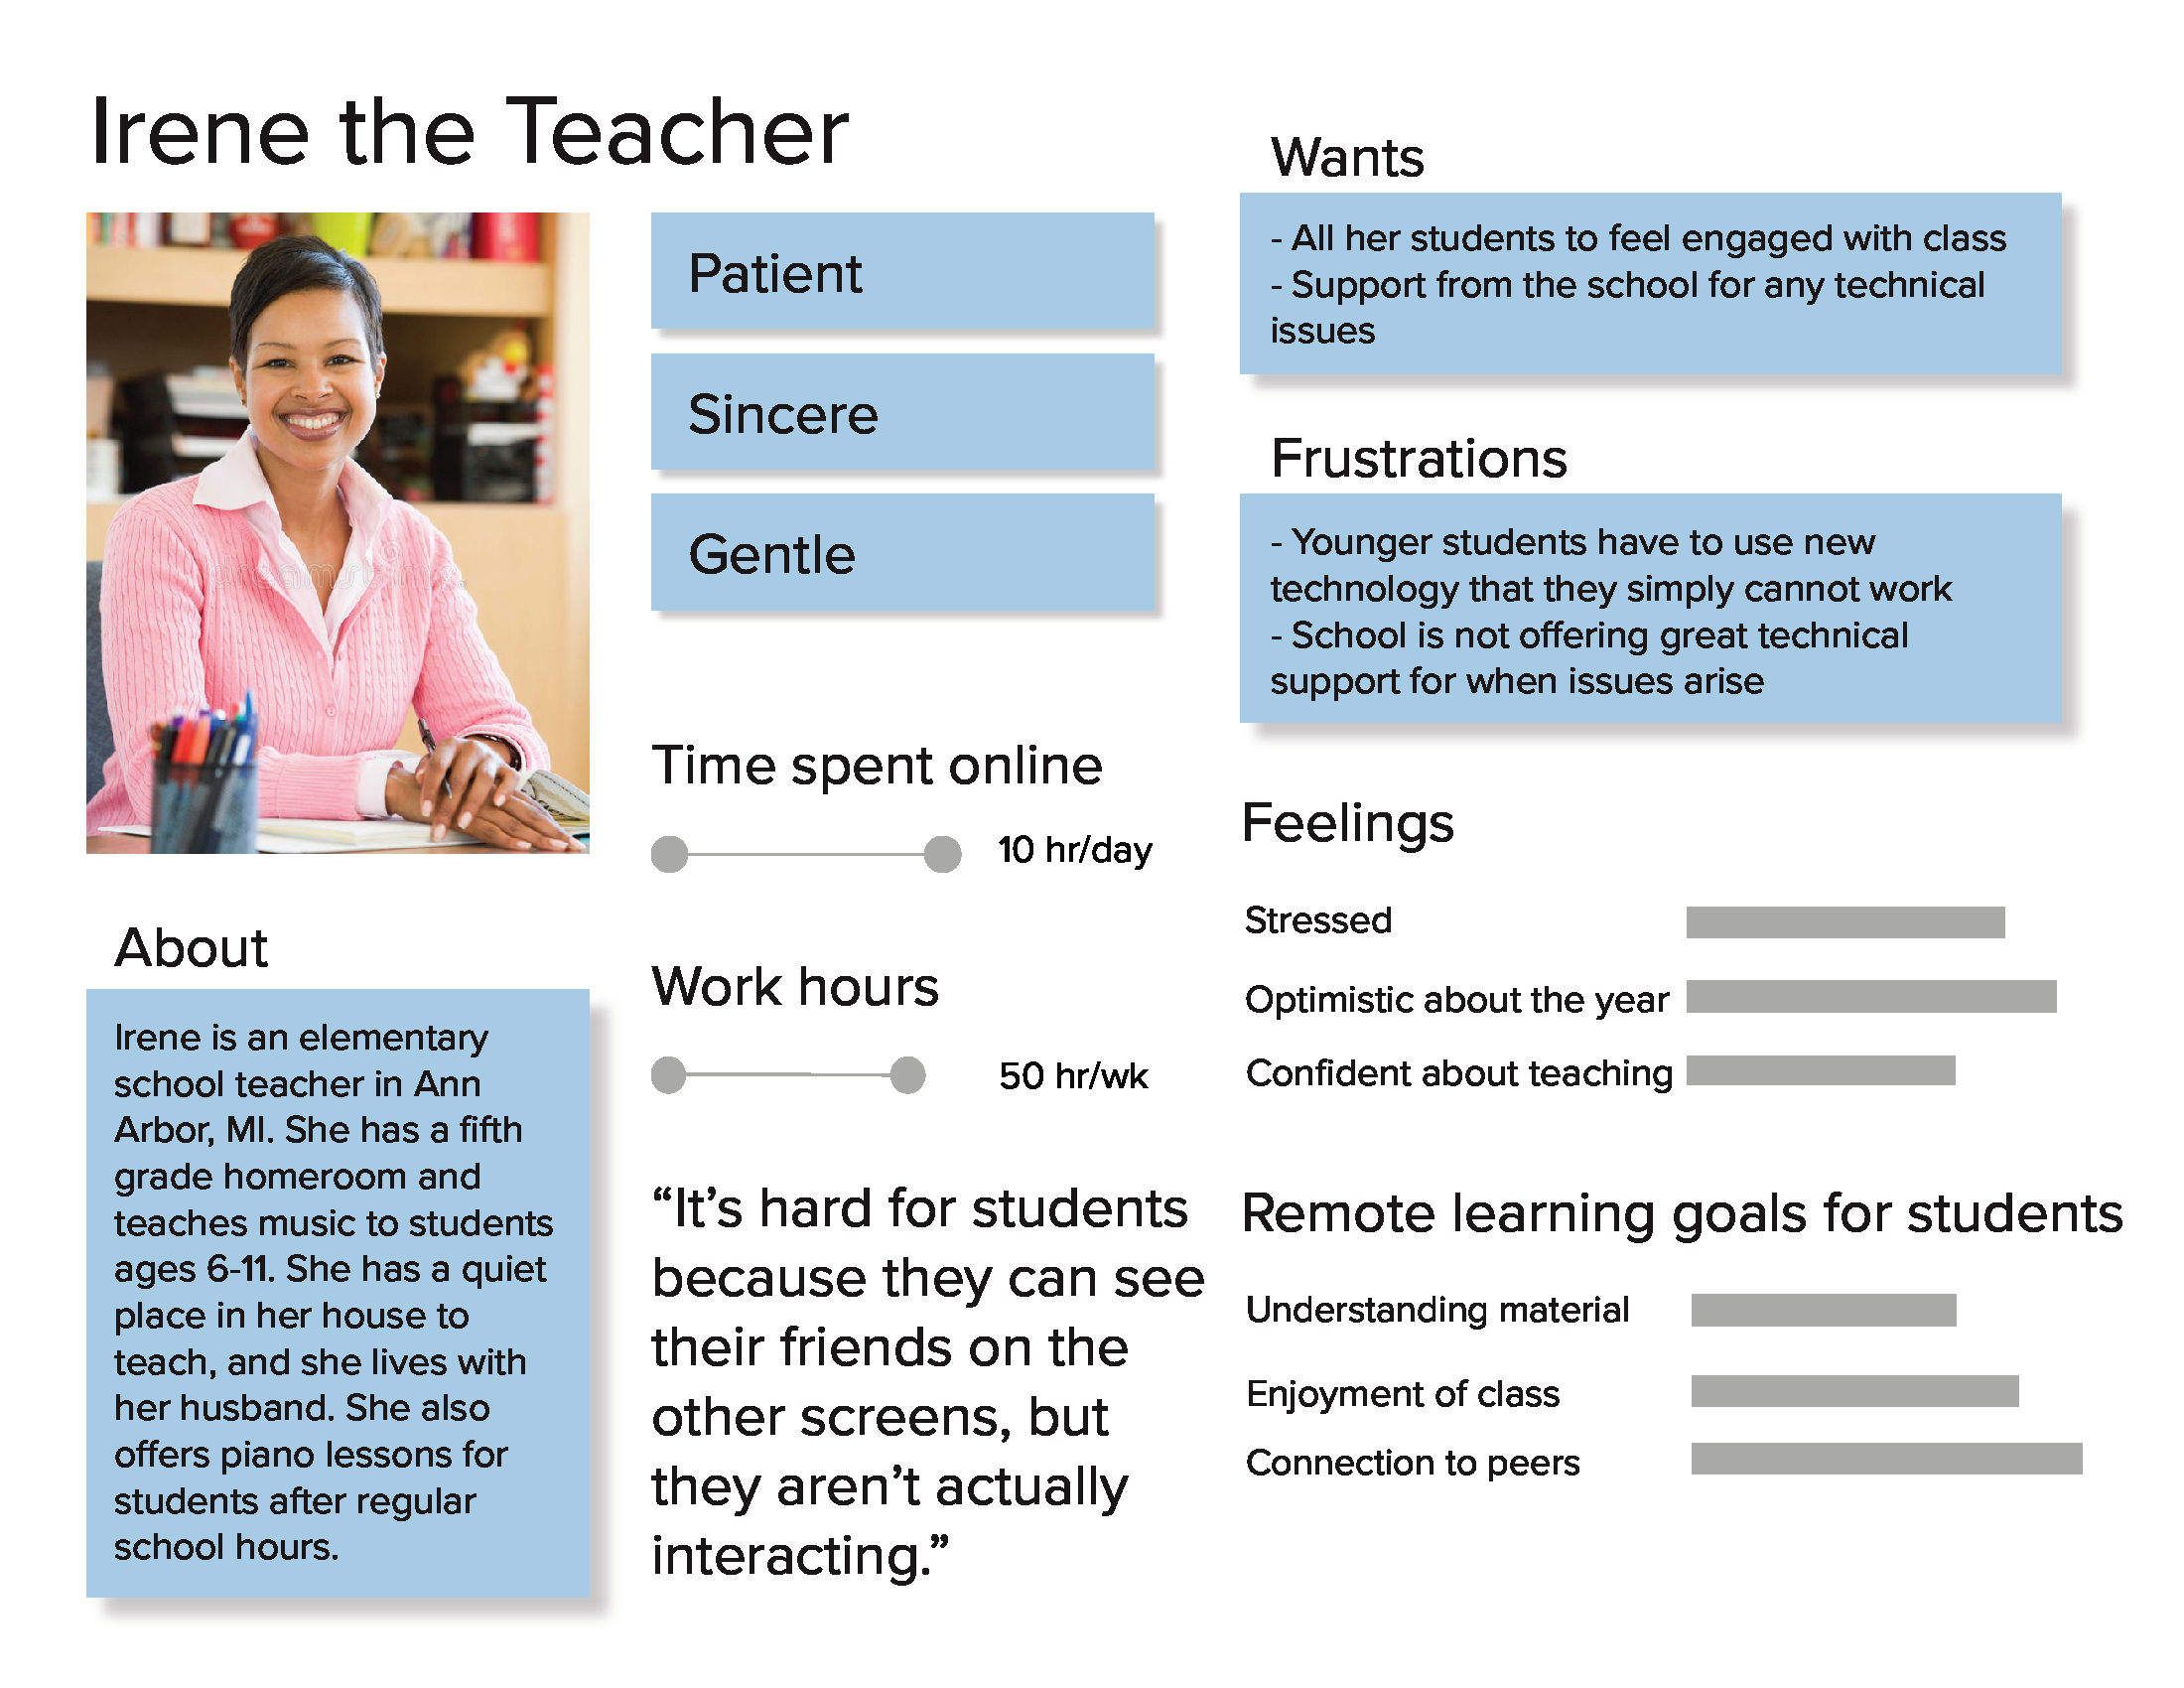 Irene the Teacher
Patient
Sincere
Gentle
Time spent online
10 hr/day
Work hours
50 hr/wk
“It’s hard for students
because they can see
their friends on the
other screens, but
they aren’t actually
interacting.”
About
Irene is an elementary
school teacher in Ann
Arbor, MI. She has a fifth
grade homeroom and
teaches music to students
ages 6-11. She has a quiet
place in her house to
teach, and she lives with
her husband. She also
offers piano lessons for
students after regular
school hours.
Wants
- All her students to feel engaged with class
- Support from the school for any technical
issues
Frustrations
- Younger students have to use new
technology that they simply cannot work
- School is not offering great technical
support for when issues arise
Feelings
Stressed
Optimistic about the year
Confident about teaching
Remote learning goals for students
Understanding material
Enjoyment of class
Connection to peers